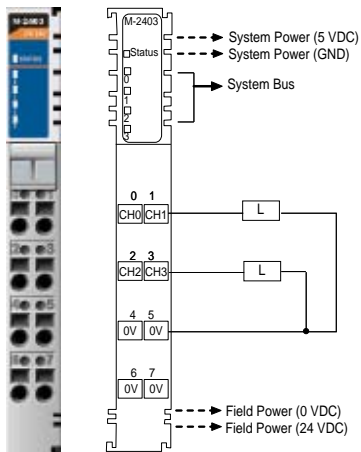 M-2403
M-2403
Status
0
1
2
3
System Power (5 VDC)
System Power (GND)
System Bus
0 1
CH0 CH1
L
2 3
CH2 CH3
L
4 5
0V 0V
6 7
0V 0V
Field Power (0 VDC)
Field Power (24 VDC)